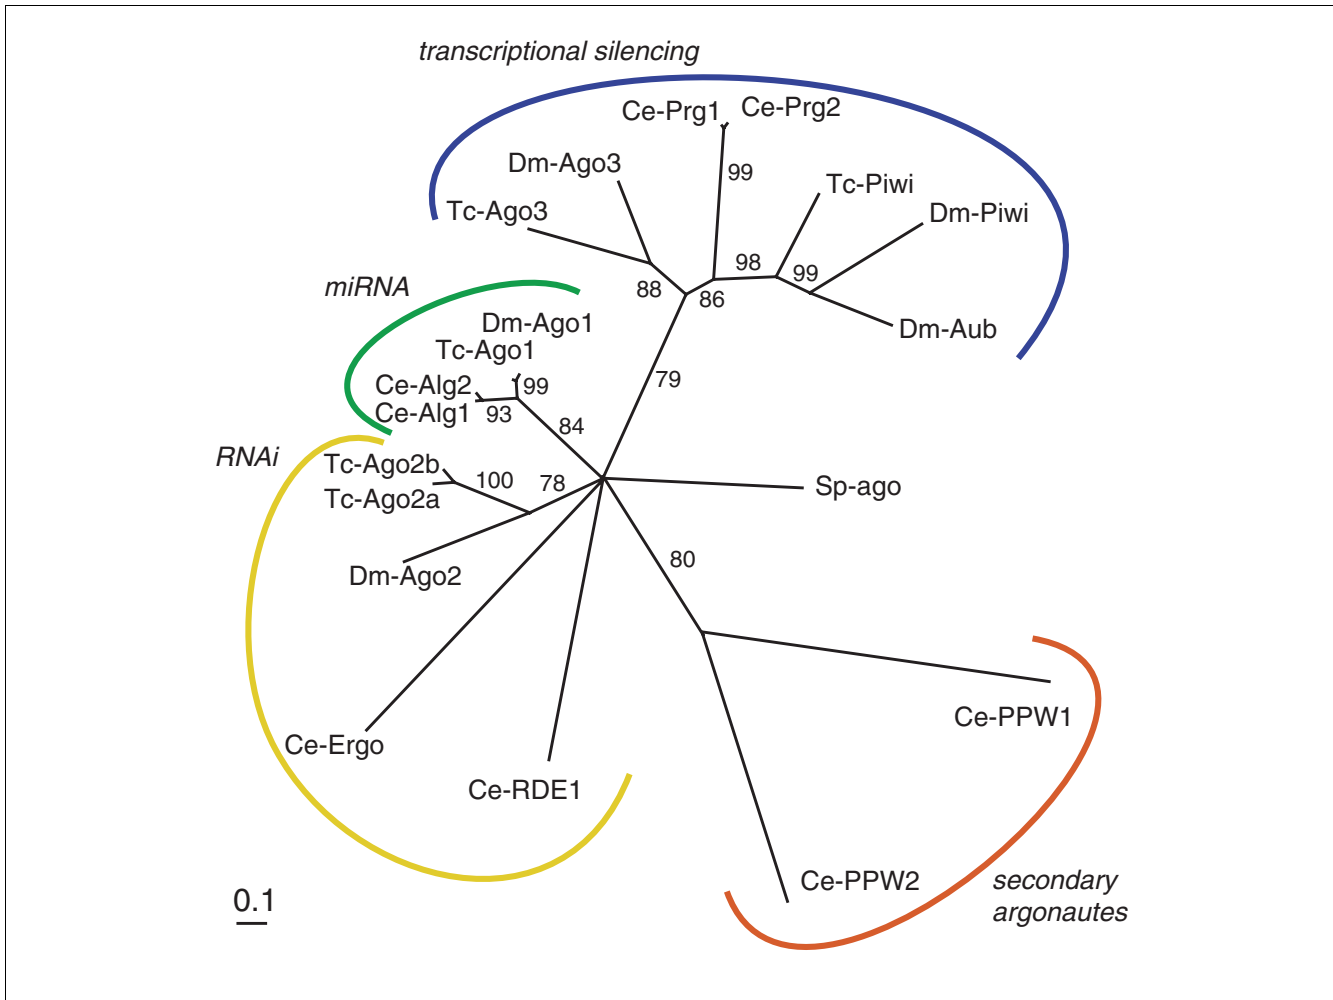 transcriptional silencing
Ce-Prg1
Ce-Prg2
Dm-Ago3
99
Tc-Piwi
Tc-Ago3
Dm-Piwi
98
99
miRNA
88
86
Dm-Ago1
Dm-Aub
Tc-Ago1
79
Ce-Alg2
99
Ce-Alg1
93
84
RNAi
Tc-Ago2b
100
78
Sp-ago
Tc-Ago2a
80
Dm-Ago2
Ce-PPW1
Ce-Ergo
Ce-RDE1
Ce-PPW2
secondary
argonautes
0.1